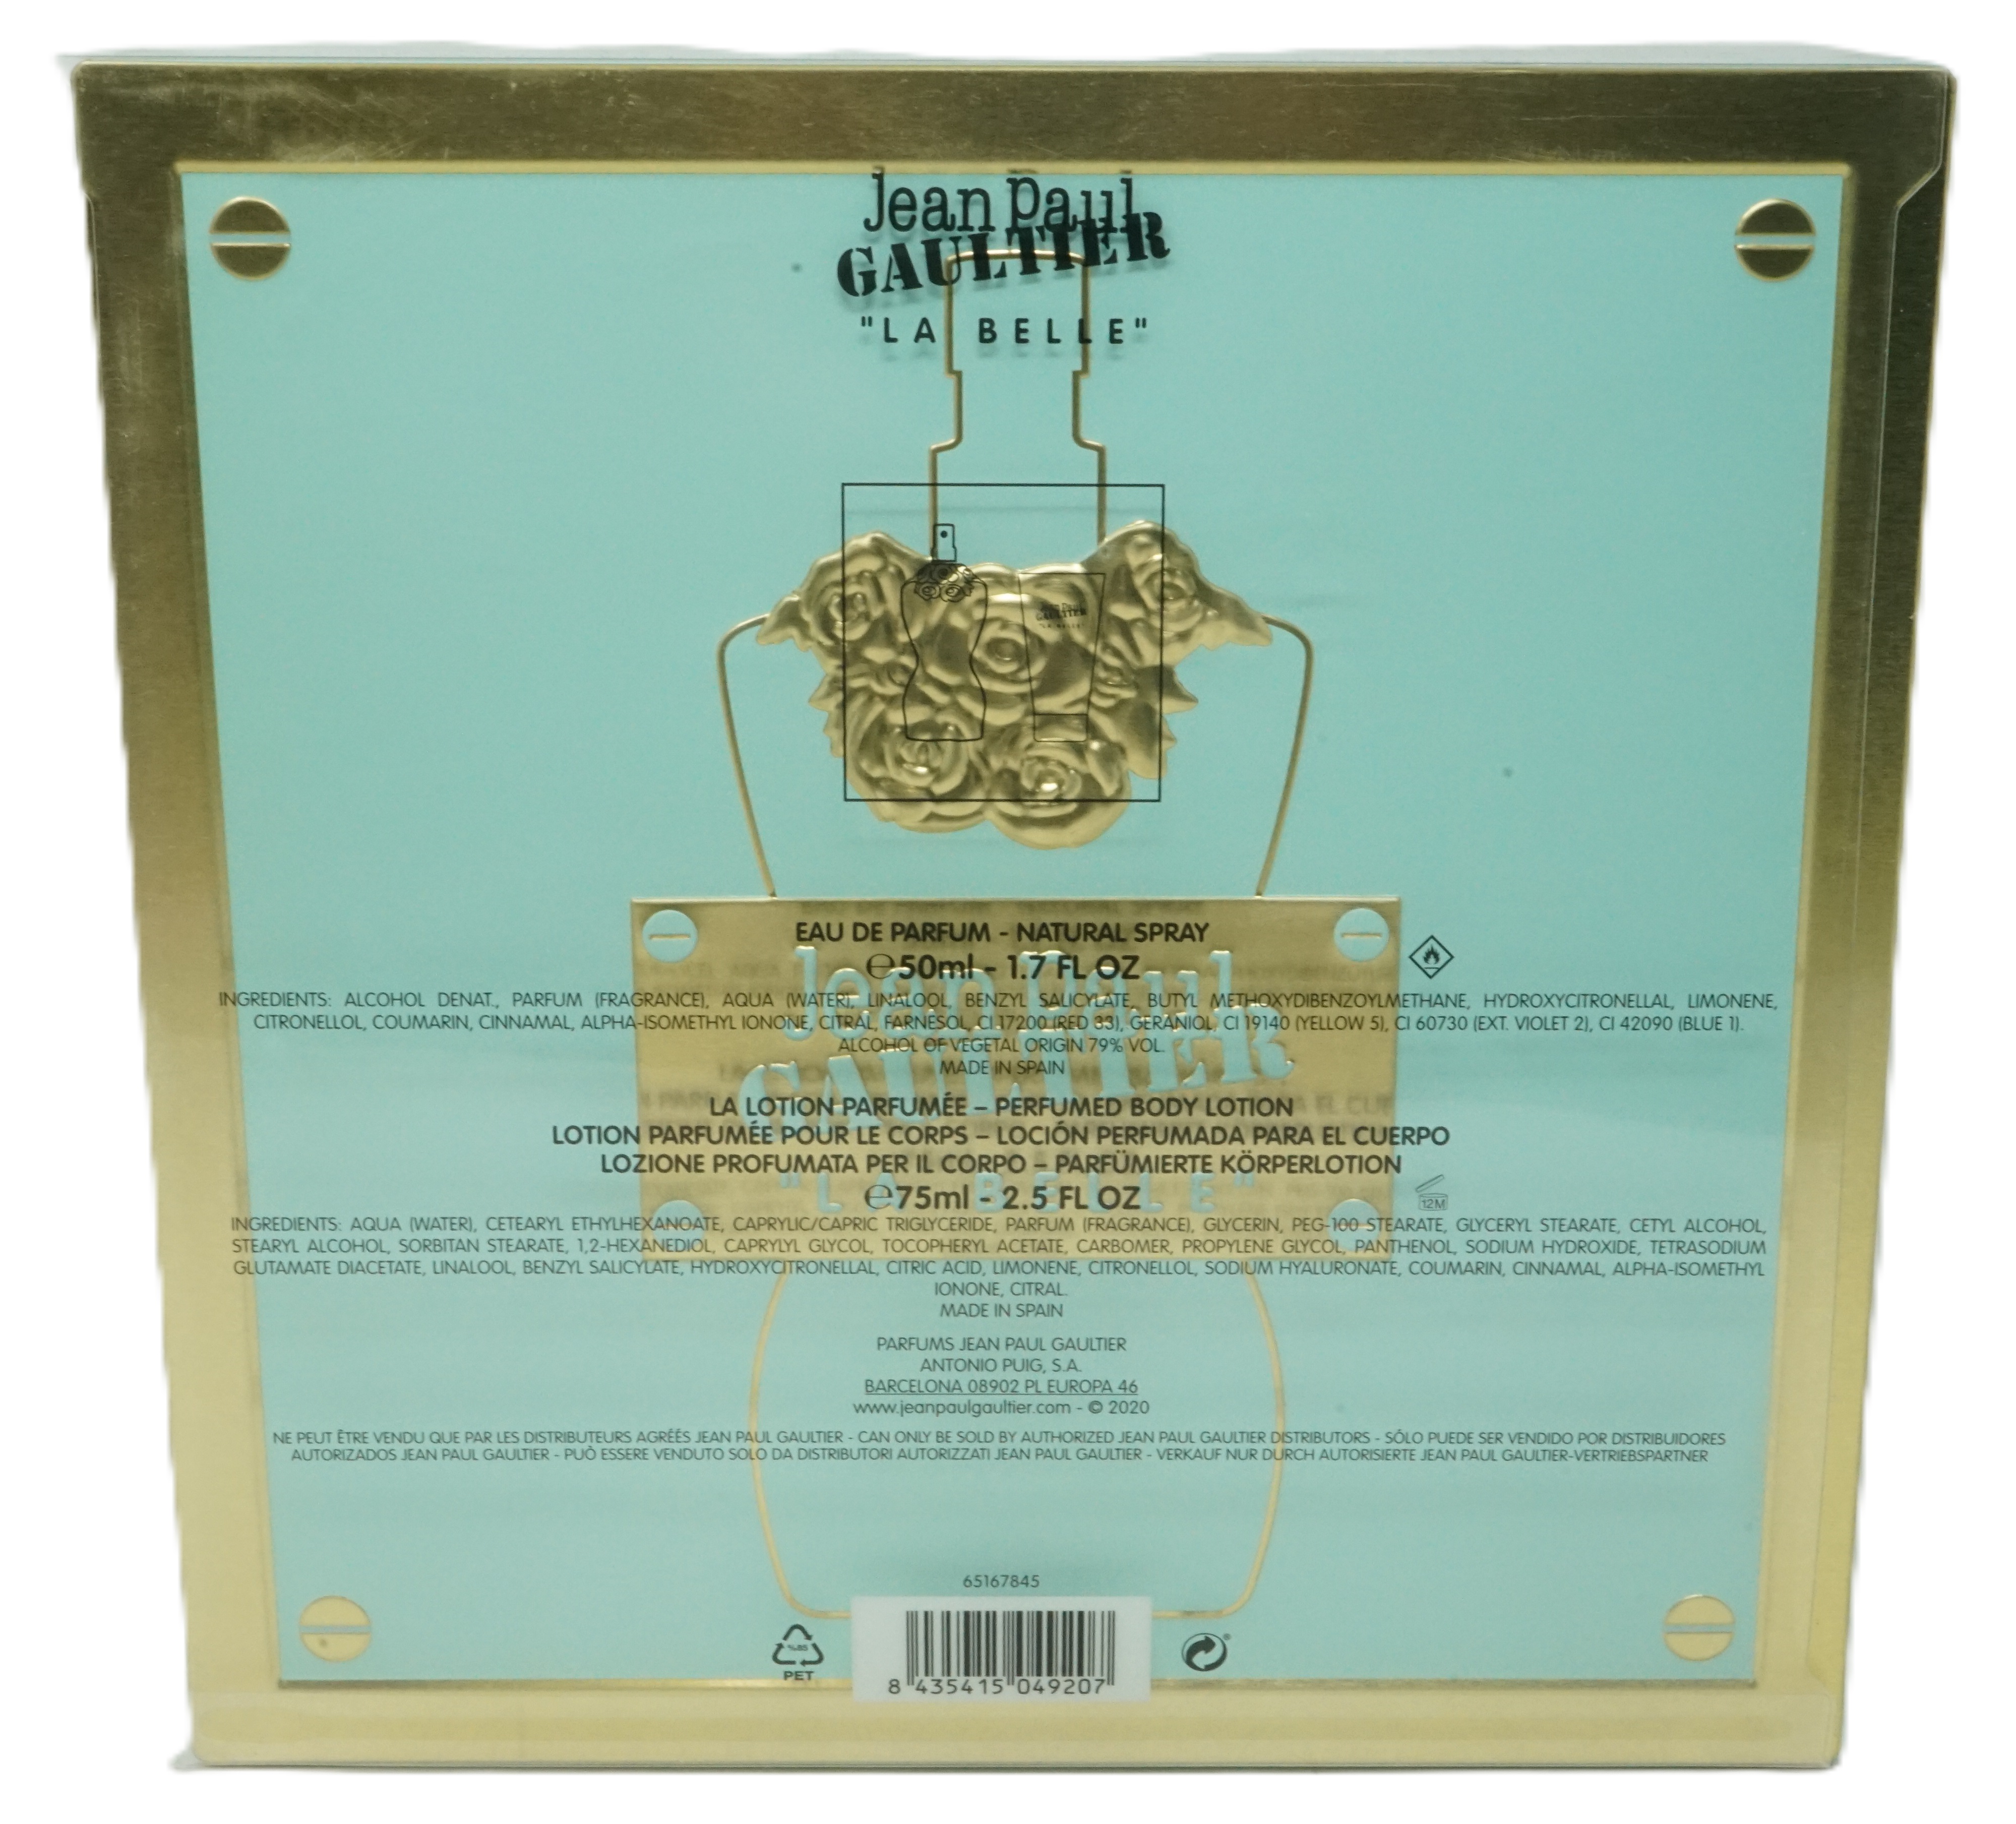 Jean Paul
GAULTIER
"LA BELLE"
Jean Paul
GAULTIER
"LA BELLE"
EAU DE PARFUM - NATURAL SPRAY
℮50ml - 1.7 FL OZ
Jean Paul
INGREDIENTS: ALCOHOL DENAT., PARFUM (FRAGRANCE), AQUA (WATER), LINALOOL, BENZYL SALICYLATE, BUTYL METHOXYDIBENZOYLMETHANE, HYDROXYCITRONELLAL, LIMONENE,
CITRONELLOL, COUMARIN, CINNAMAL, ALPHA-ISOMETHYL IONONE, CITRAL, FARNESOL, CI 17200 (RED 33), GERANIOL, CI 19140 (YELLOW 5), CI 60730 (EXT. VIOLET 2), CI 42090 (BLUE 1).
ALCOHOL OF VEGETAL ORIGIN 79% VOL.
GAULTIER
MADE IN SPAIN
LA LOTION PARFUMÉE – PERFUMED BODY LOTION
LOTION PARFUMÉE POUR LE CORPS – LOCIÓN PERFUMADA PARA EL CUERPO
LOZIONE PROFUMATA PER IL CORPO – PARFÜMIERTE KÖRPERLOTION
"LA BELLE"
℮75ml - 2.5 FL OZ
12M
INGREDIENTS: AQUA (WATER), CETEARYL ETHYLHEXANOATE, CAPRYLIC/CAPRIC TRIGLYCERIDE, PARFUM (FRAGRANCE), GLYCERIN, PEG-100 STEARATE, GLYCERYL STEARATE, CETYL ALCOHOL,
STEARYL ALCOHOL, SORBITAN STEARATE, 1,2-HEXANEDIOL, CAPRYLYL GLYCOL, TOCOPHERYL ACETATE, CARBOMER, PROPYLENE GLYCOL, PANTHENOL, SODIUM HYDROXIDE, TETRASODIUM
GLUTAMATE DIACETATE, LINALOOL, BENZYL SALICYLATE, HYDROXYCITRONELLAL, CITRIC ACID, LIMONENE, CITRONELLOL, SODIUM HYALURONATE, COUMARIN, CINNAMAL, ALPHA-ISOMETHYL
IONONE, CITRAL.
MADE IN SPAIN
PARFUMS JEAN PAUL GAULTIER
ANTONIO PUIG, S.A.
BARCELONA 08902 PL EUROPA 46
www.jeanpaulgaultier.com - © 2020
NE PEUT ÊTRE VENDU QUE PAR LES DISTRIBUTEURS AGRÉÉS JEAN PAUL GAULTIER - CAN ONLY BE SOLD BY AUTHORIZED JEAN PAUL GAULTIER DISTRIBUTORS - SÓLO PUEDE SER VENDIDO POR DISTRIBUIDORES
AUTORIZADOS JEAN PAUL GAULTIER - PUÒ ESSERE VENDUTO SOLO DA DISTRIBUTORI AUTORIZZATI JEAN PAUL GAULTIER - VERKAUF NUR DURCH AUTORISIERTE JEAN PAUL GAULTIER-VERTRIEBSPARTNER
65167845
PET
8 435415 049207